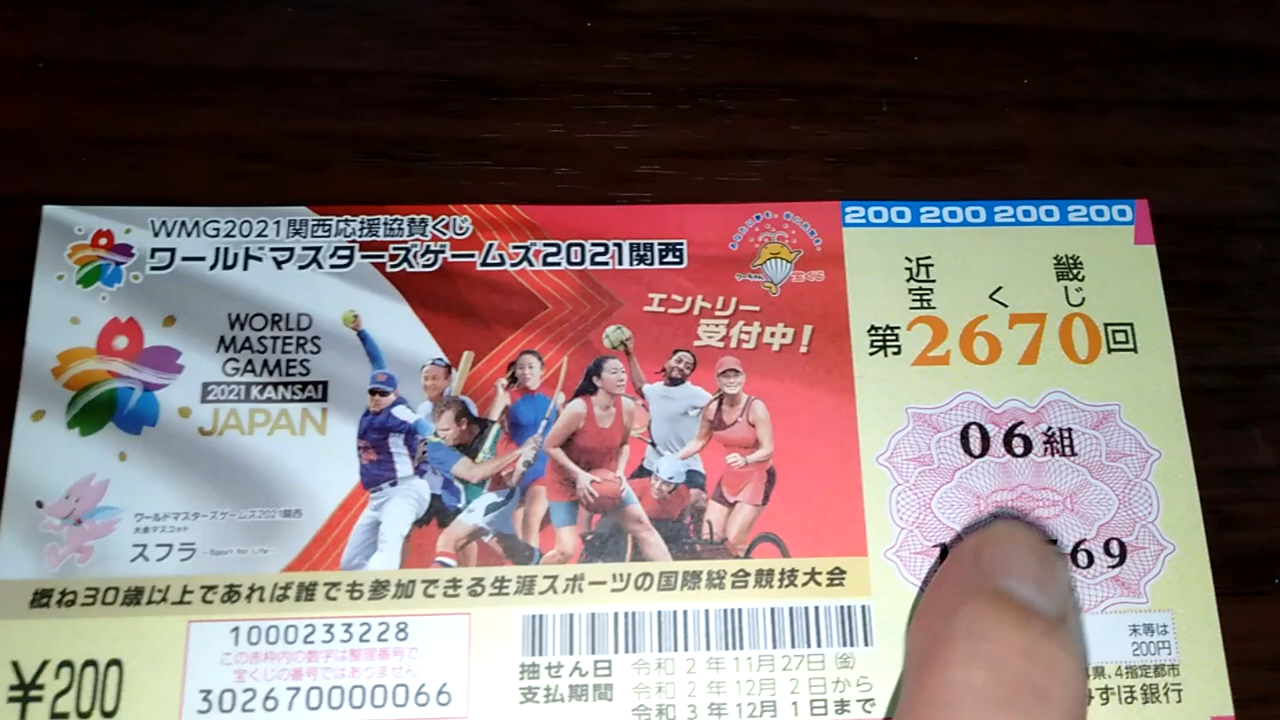 WMG2021関西応援協賛くじ
ワールドマスターズゲームズ2021関西
エントリー
受付中!
WORLD
MASTERS
GAMES
2021 KANSAI
JAPAN
ワールドマスターズゲームズ2021関西
大会マスコット
スフラ ~Sport for Life~
概ね30歳以上であれば誰でも参加できる生涯スポーツの国際総合競技大会
¥200
1000233228
この赤枠内の数字は整理番号で、
宝くじの番号ではありません。
302670000066
抽せん日 令和 2年11月27日㈮
支払期間 令和 2年12月 2日から
令和 3年12月 1日まで
200 200 200 200
近畿
宝くじ
第2670回
06組
69
末等は
200円
県、4指定都市
みずほ銀行